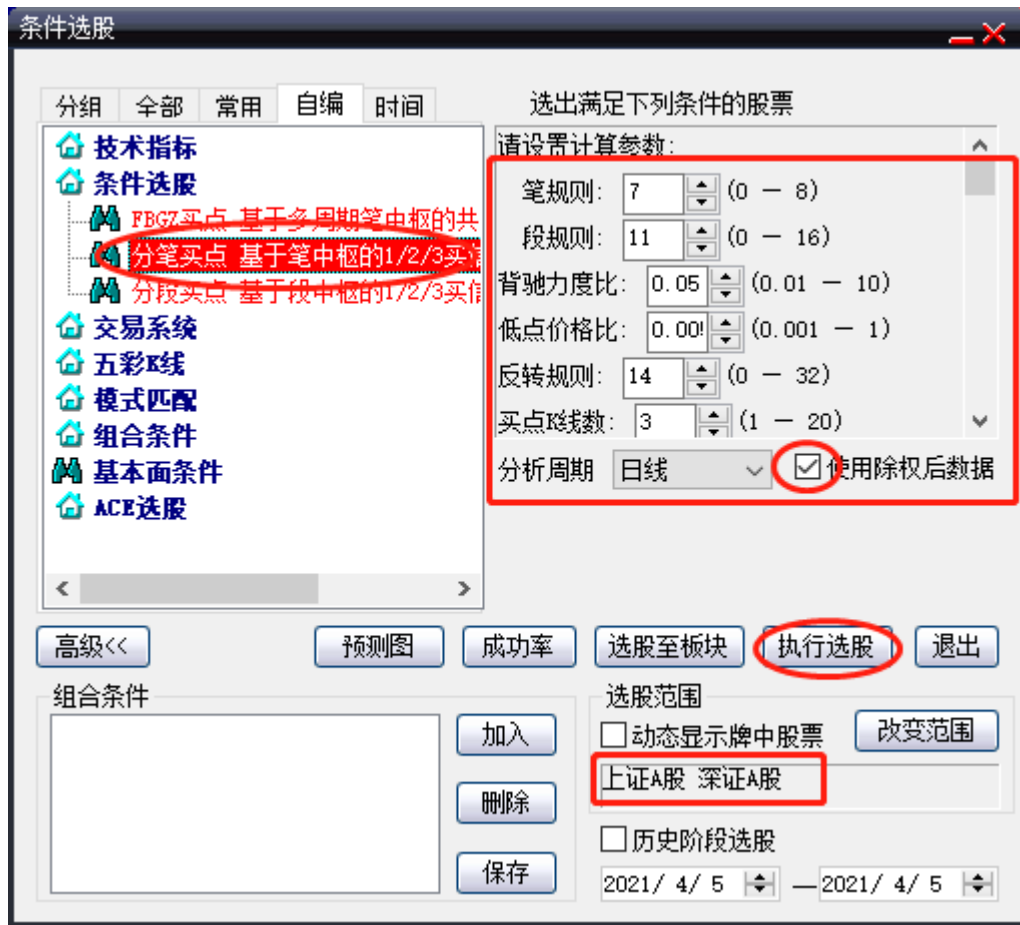 条件选股
分组 全部 常用 自编 时间
选出满足下列条件的股票
技术指标
条件选股
FBGZ买点 基于多周期笔中枢的共
分笔买点 基于笔中枢的1/2/3买信
分段买点 基于段中枢的1/2/3买信
交易系统
五彩K线
模式匹配
组合条件
基本面条件
ACE选股
请设置计算参数:
笔规则: 7 (0 — 8)
段规则: 11 (0 — 16)
背驰力度比: 0.05 (0.01 — 10)
低点价格比: 0.00 (0.001 — 1)
反转规则: 14 (0 — 32)
买点K线数: 3 (1 — 20)
分析周期 日线 使用除权后数据
高级<< 预测图 成功率 选股至板块 执行选股 退出
组合条件
加入
删除
保存
选股范围
动态显示牌中股票 改变范围
上证A股 深证A股
历史阶段选股
2021/ 4/ 5 —2021/ 4/ 5